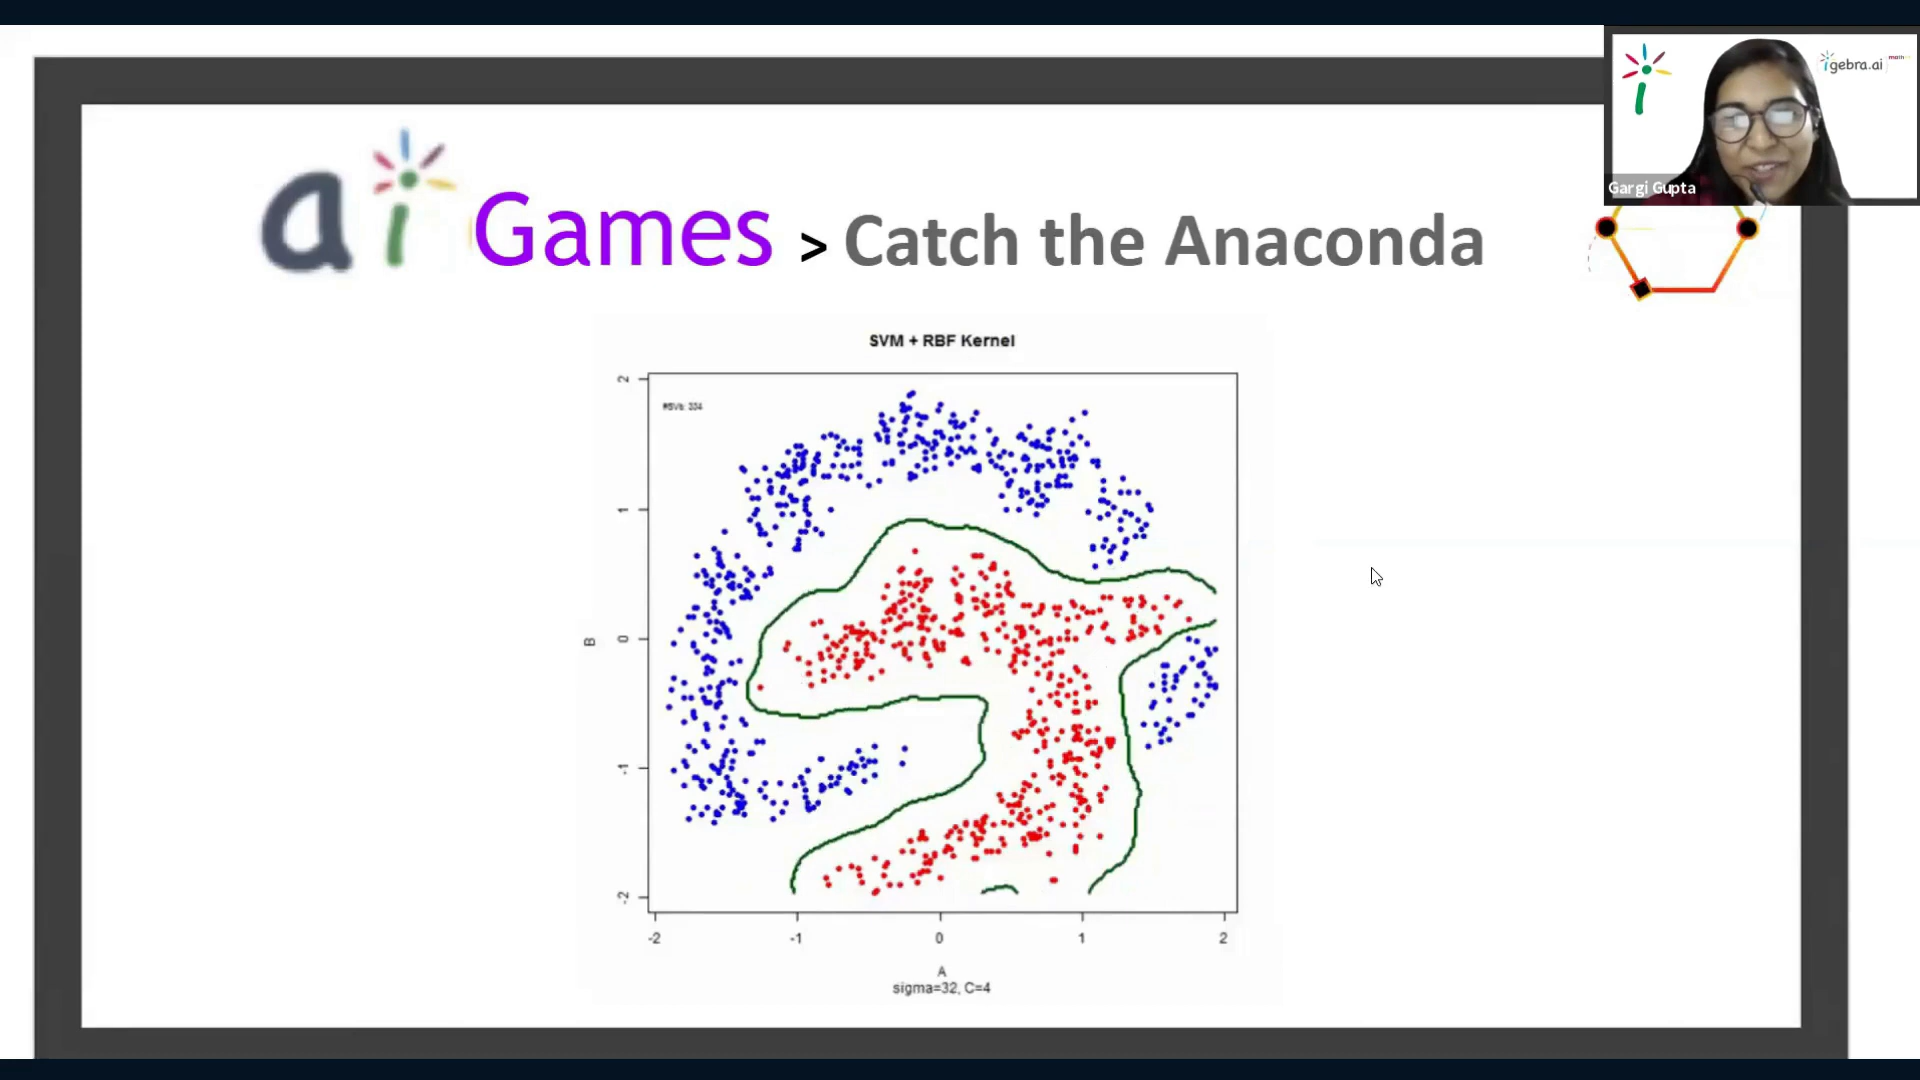 igebra.ai
Gargi Gupta
ai Games > Catch the Anaconda
SVM + RBF Kernel
2
1
0
-1
-2
B
-2 -1 0 1 2
A
sigma=32, C=4